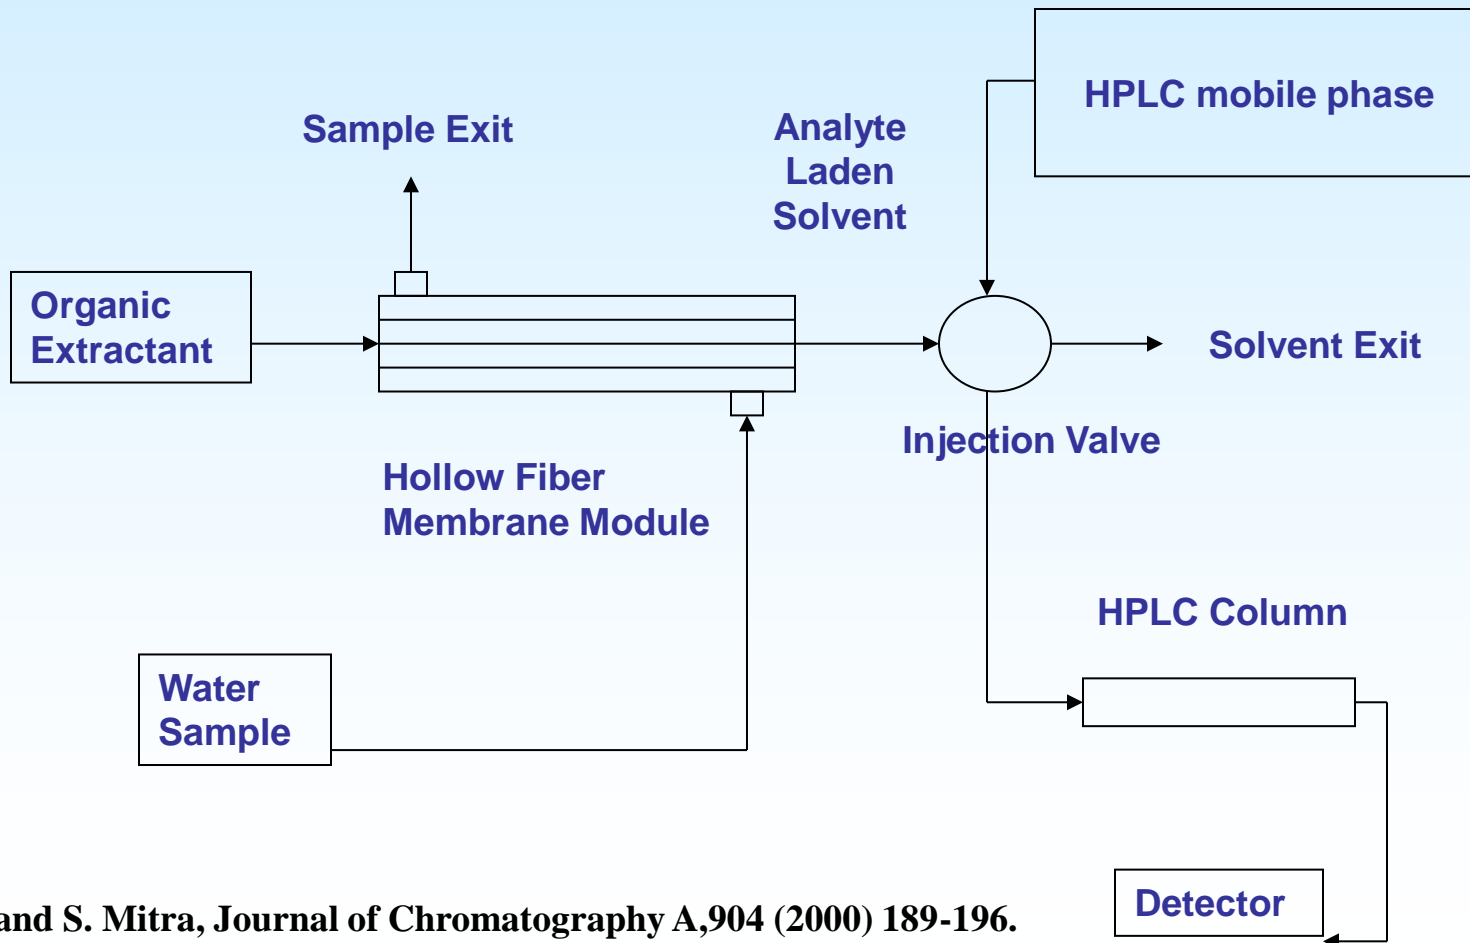 HPLC mobile phase
Sample Exit
Analyte
Laden
Solvent
Organic
Extractant
Solvent Exit
Injection Valve
Hollow Fiber
Membrane Module
HPLC Column
Water
Sample
Detector
and S. Mitra, Journal of Chromatography A,904 (2000) 189-196.